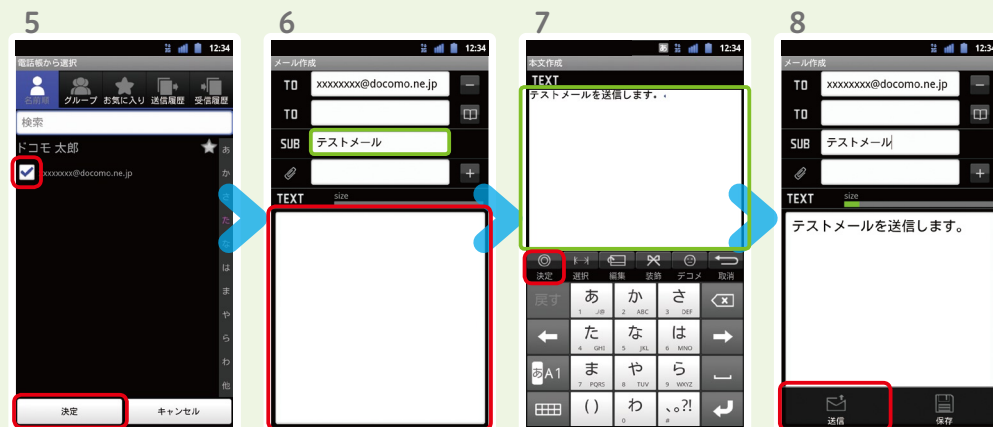 5
12:34
電話帳から選択
名前順 グループ お気に入り 送信履歴 受信履歴
検索
ドコモ 太郎
xxxxxxx@docomo.ne.jp
あ
か
さ
た
な
は
ま
や
ら
わ
他
決定 キャンセル
6
12:34
メール作成
TO xxxxxxxx@docomo.ne.jp
TO
SUB テストメール
TEXT size
7
あ 12:34
本文作成
TEXT
テストメールを送信します。
決定 選択 編集 装飾 デコメ 取消
戻す あ か さ
1 ./@ 2 ABC 3 DEF
た な は
4 GHI 5 JKL 6 MNO
あA1 ま や ら
7 PQRS 8 TUV 9 WXYZ
( ) わ 、。?!
0 #
8
12:34
メール作成
TO xxxxxxxx@docomo.ne.jp
TO
SUB テストメール
TEXT size
テストメールを送信します。
送信 保存